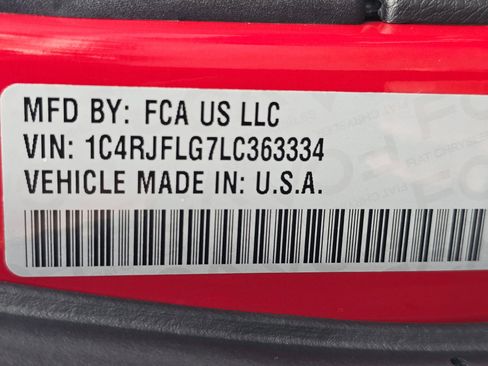 MFD BY: FCA US LLC
VIN: 1C4RJFLG7LC363334
VEHICLE MADE IN: U.S.A.